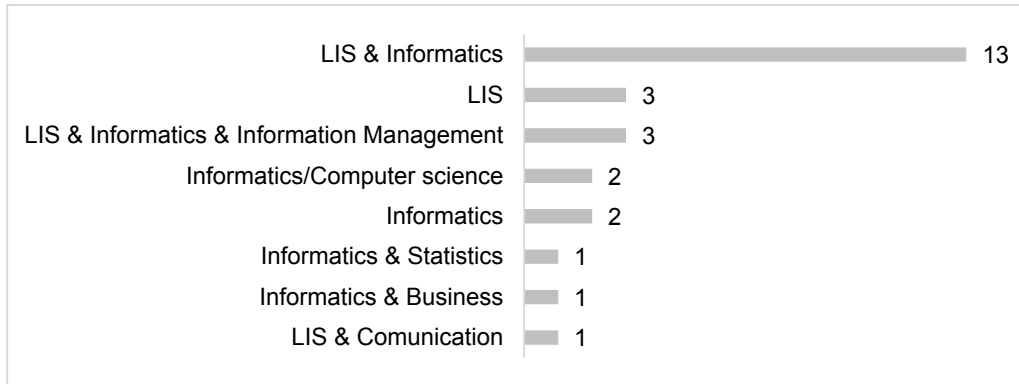 LIS & Informatics 13
LIS 3
LIS & Informatics & Information Management 3
Informatics/Computer science 2
Informatics 2
Informatics & Statistics 1
Informatics & Business 1
LIS & Comunication 1